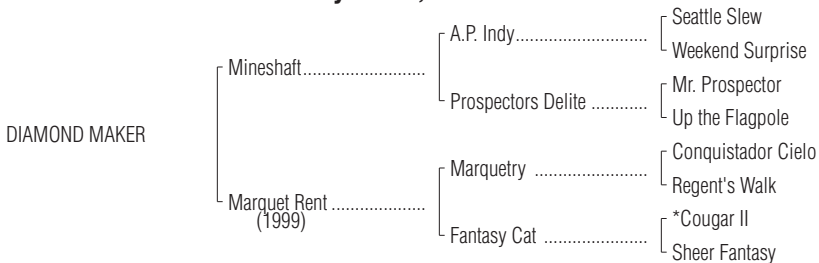 Seattle Slew
A.P. Indy
Weekend Surprise
Mineshaft
Mr. Prospector
Prospectors Delite
Up the Flagpole
DIAMOND MAKER
Conquistador Cielo
Marquetry
Regent's Walk
Marquet Rent
(1999)
*Cougar II
Fantasy Cat
Sheer Fantasy